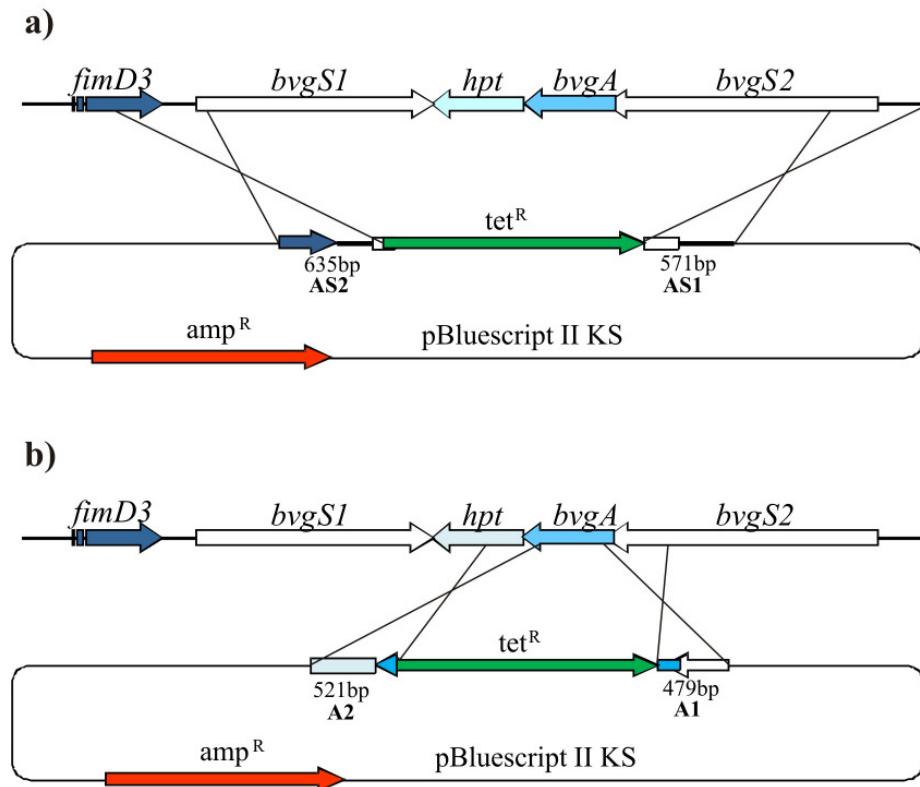 a)
fimD3 bvgS1 hpt bvgA bvgS2
tetR
635bp 571bp
AS2 AS1
ampR pBluescript II KS
b)
fimD3 bvgS1 hpt bvgA bvgS2
tetR
521bp 479bp
A2 A1
ampR pBluescript II KS